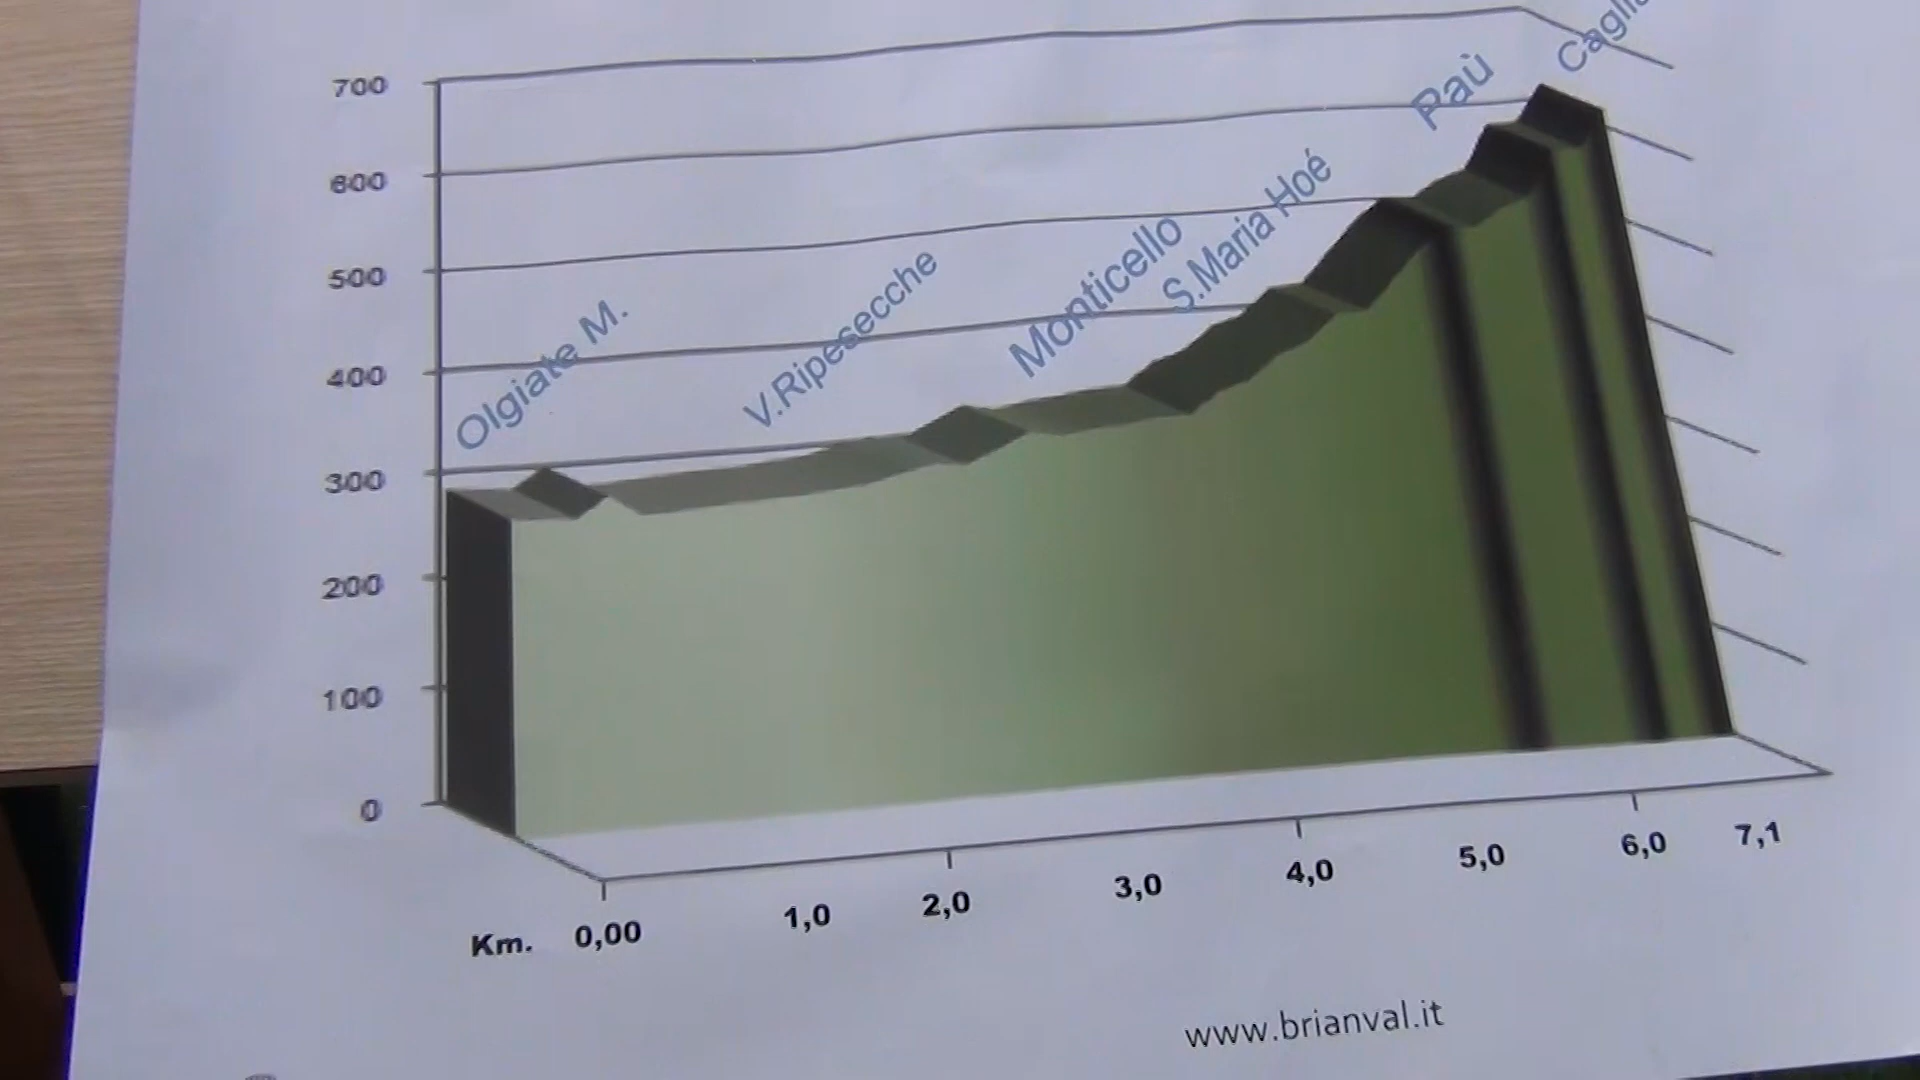 700
600
500
400
300
200
100
0
Olgiate M.
V.Ripesecche
Monticello
S.Maria Hoé
Paù
Km. 0,00 1,0 2,0 3,0 4,0 5,0 6,0 7,1
www.brianval.it